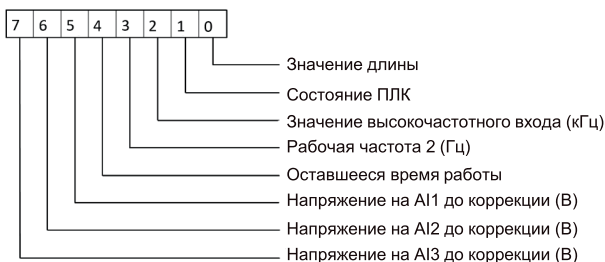 7 6 5 4 3 2 1 0
Значение длины
Состояние ПЛК
Значение высокочастотного входа (кГц)
Рабочая частота 2 (Гц)
Оставшееся время работы
Напряжение на AI1 до коррекции (В)
Напряжение на AI2 до коррекции (В)
Напряжение на AI3 до коррекции (В)